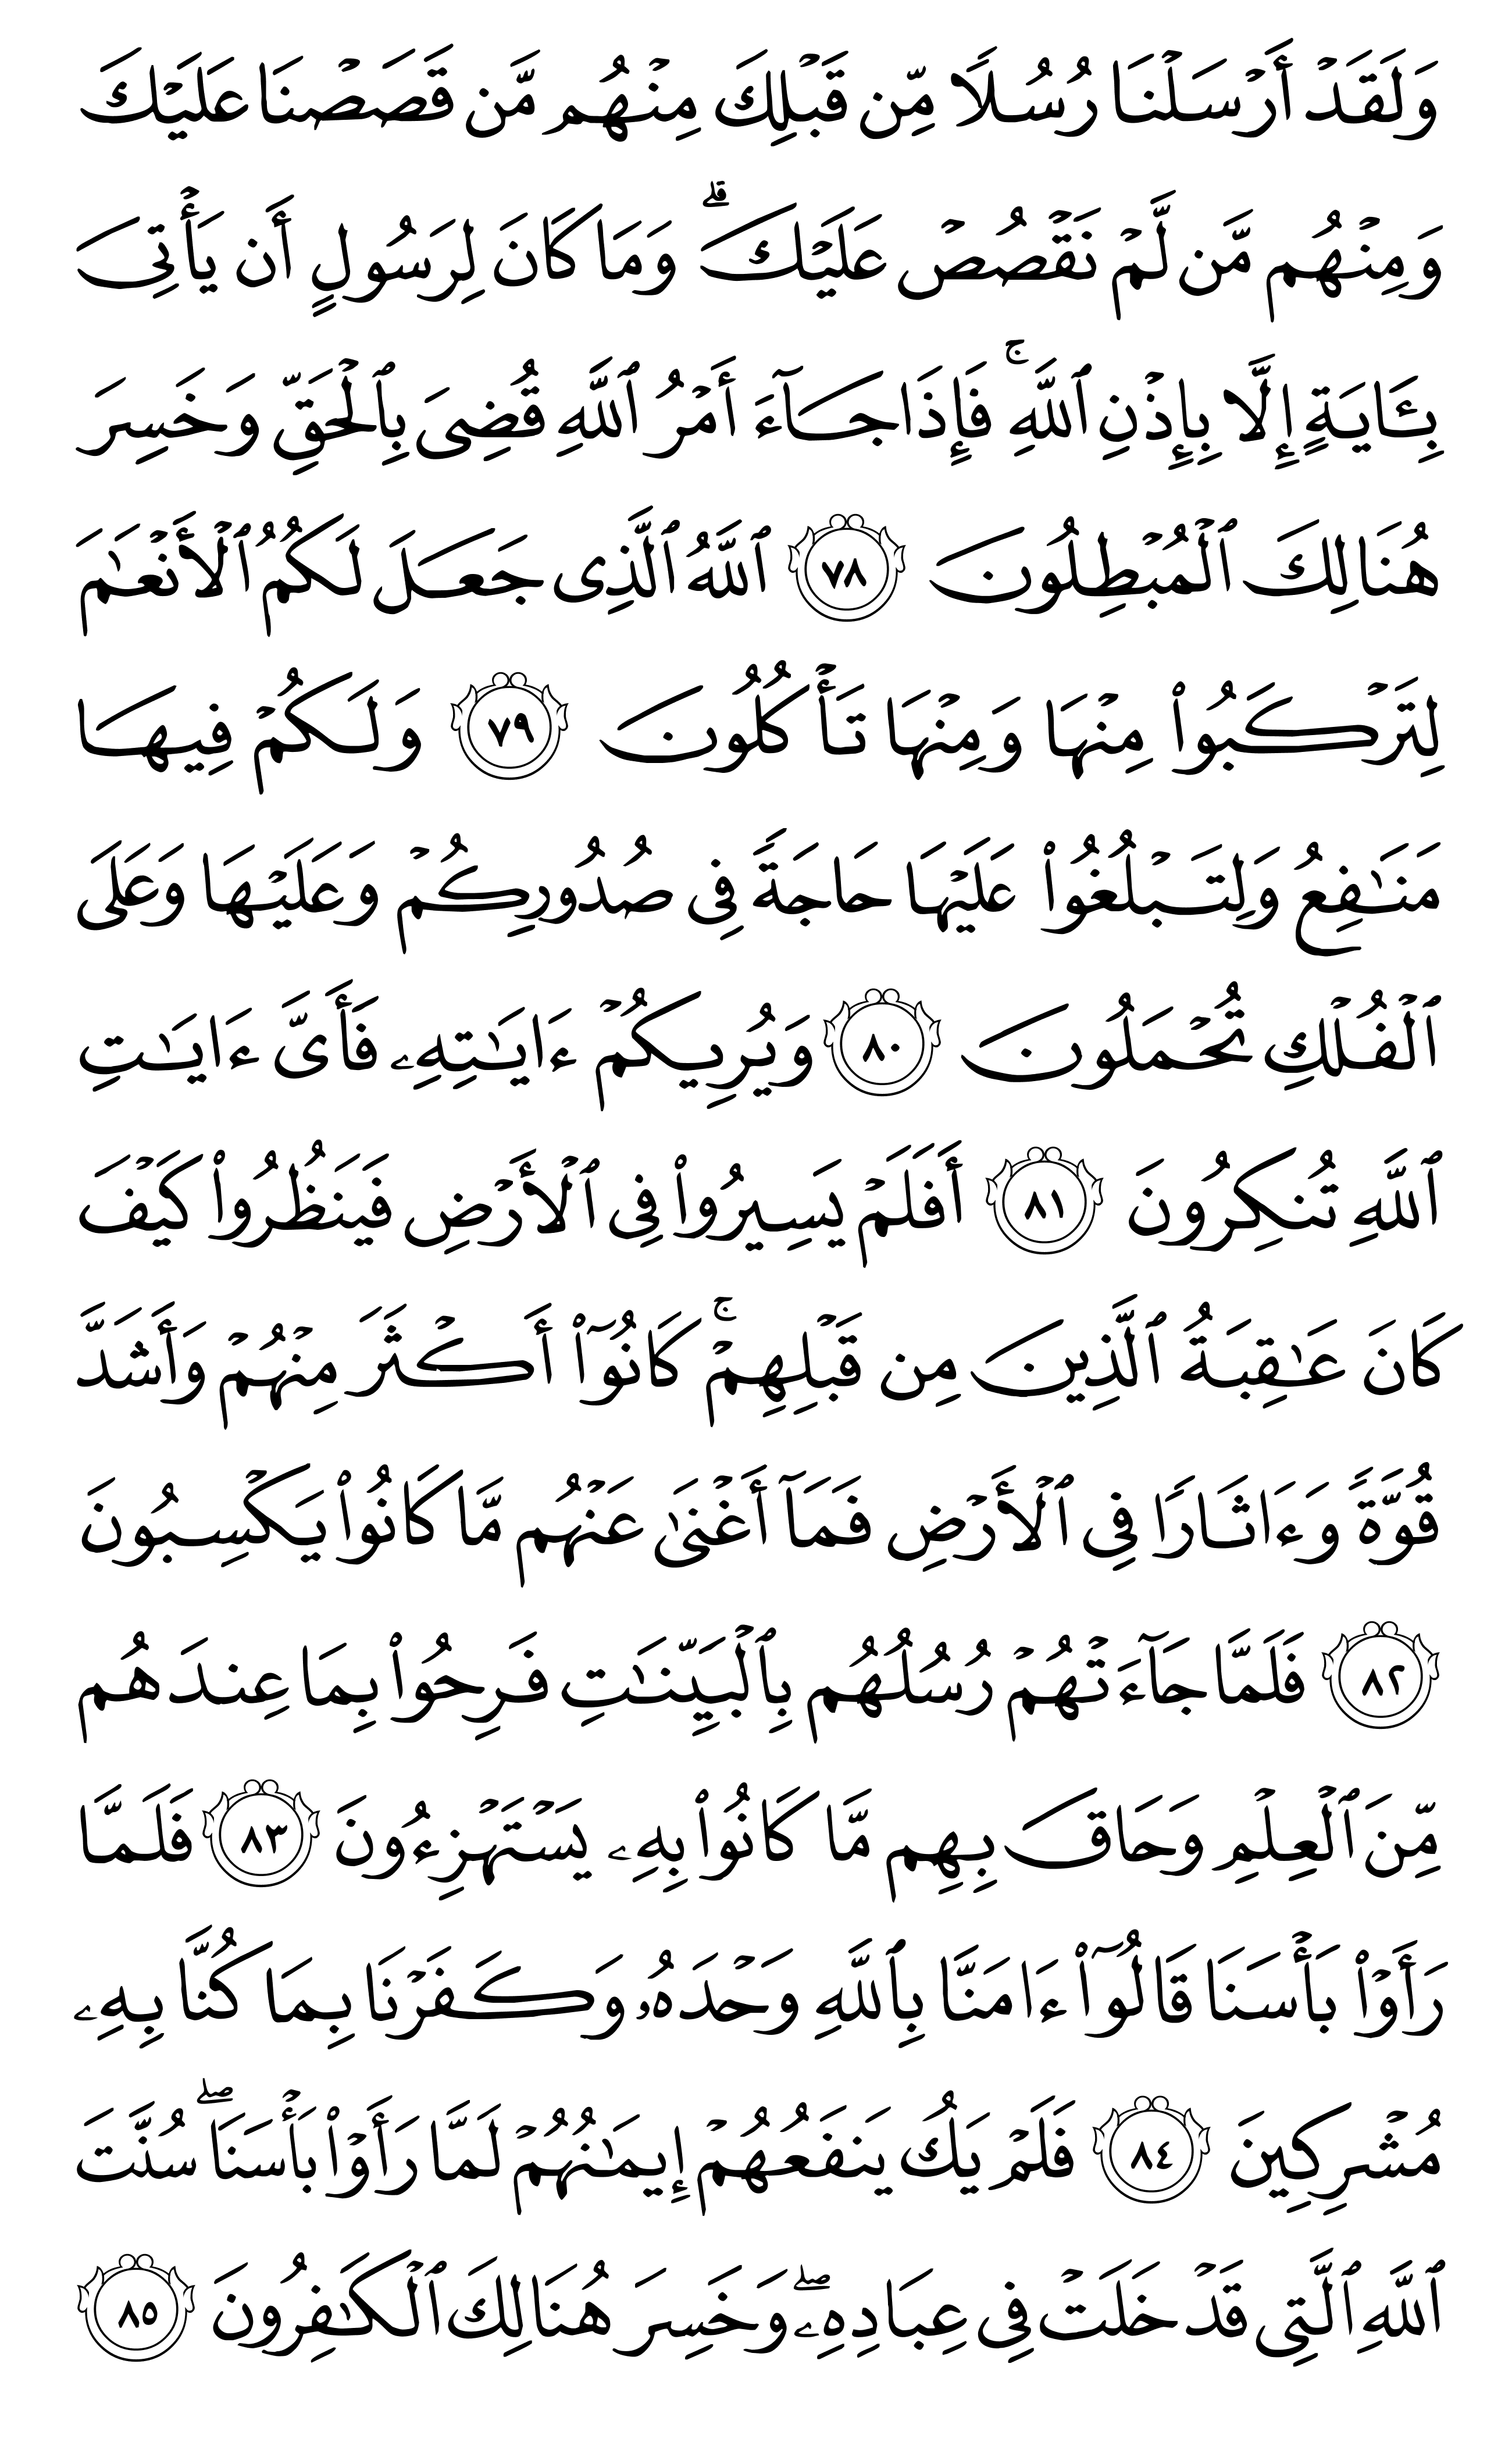 وَلَقَدْ أَرْسَلْنَا رُسُلًا مِّن قَبْلِكَ مِنْهُم مَّن قَصَصْنَا عَلَيْكَ
وَمِنْهُم مَّن لَّمْ نَقْصُصْ عَلَيْكَ ۗ وَمَا كَانَ لِرَسُولٍ أَن يَأْتِىَ
بِـَٔايَةٍ إِلَّا بِإِذْنِ ٱللَّهِ ۚ فَإِذَا جَآءَ أَمْرُ ٱللَّهِ قُضِىَ بِٱلْحَقِّ وَخَسِرَ
هُنَالِكَ ٱلْمُبْطِلُونَ ٧٨ ٱللَّهُ ٱلَّذِى جَعَلَ لَكُمُ ٱلْأَنْعَٰمَ
لِتَرْكَبُوا۟ مِنْهَا وَمِنْهَا تَأْكُلُونَ ٧٩ وَلَكُمْ فِيهَا
مَنَٰفِعُ وَلِتَبْلُغُوا۟ عَلَيْهَا حَاجَةً فِى صُدُورِكُمْ وَعَلَيْهَا وَعَلَى
ٱلْفُلْكِ تُحْمَلُونَ ٨٠ وَيُرِيكُمْ ءَايَٰتِهِۦ فَأَىَّ ءَايَٰتِ
ٱللَّهِ تُنكِرُونَ ٨١ أَفَلَمْ يَسِيرُوا۟ فِى ٱلْأَرْضِ فَيَنظُرُوا۟ كَيْفَ
كَانَ عَٰقِبَةُ ٱلَّذِينَ مِن قَبْلِهِمْ ۚ كَانُوٓا۟ أَكْثَرَ مِنْهُمْ وَأَشَدَّ
قُوَّةً وَءَاثَارًا فِى ٱلْأَرْضِ فَمَآ أَغْنَىٰ عَنْهُم مَّا كَانُوا۟ يَكْسِبُونَ
٨٢ فَلَمَّا جَآءَتْهُمْ رُسُلُهُم بِٱلْبَيِّنَٰتِ فَرِحُوا۟ بِمَا عِندَهُم
مِّنَ ٱلْعِلْمِ وَحَاقَ بِهِم مَّا كَانُوا۟ بِهِۦ يَسْتَهْزِءُونَ ٨٣ فَلَمَّا
رَأَوْا۟ بَأْسَنَا قَالُوٓا۟ ءَامَنَّا بِٱللَّهِ وَحْدَهُۥ وَكَفَرْنَا بِمَا كُنَّا بِهِۦ
مُشْرِكِينَ ٨٤ فَلَمْ يَكُ يَنفَعُهُمْ إِيمَٰنُهُمْ لَمَّا رَأَوْا۟ بَأْسَنَا ۖ سُنَّتَ
ٱللَّهِ ٱلَّتِى قَدْ خَلَتْ فِى عِبَادِهِۦ ۖ وَخَسِرَ هُنَالِكَ ٱلْكَٰفِرُونَ ٨٥